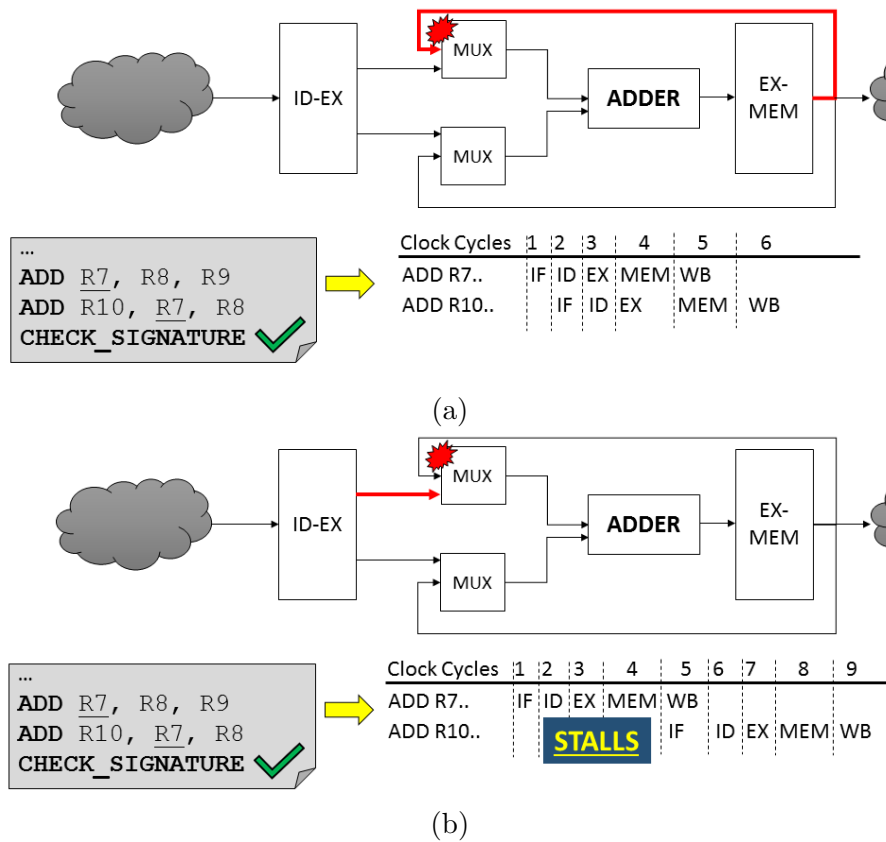 MUX
ID-EX
ADDER
EX-
MEM
MUX
...
ADD R7, R8, R9
ADD R10, R7, R8
CHECK_SIGNATURE
Clock Cycles 1 2 3 4 5 6
ADD R7.. IF ID EX MEM WB
ADD R10.. IF ID EX MEM WB
(a)
MUX
ID-EX
ADDER
EX-
MEM
MUX
...
ADD R7, R8, R9
ADD R10, R7, R8
CHECK_SIGNATURE
Clock Cycles 1 2 3 4 5 6 7 8 9
ADD R7.. IF ID EX MEM WB
ADD R10.. STALLS IF ID EX MEM WB
(b)